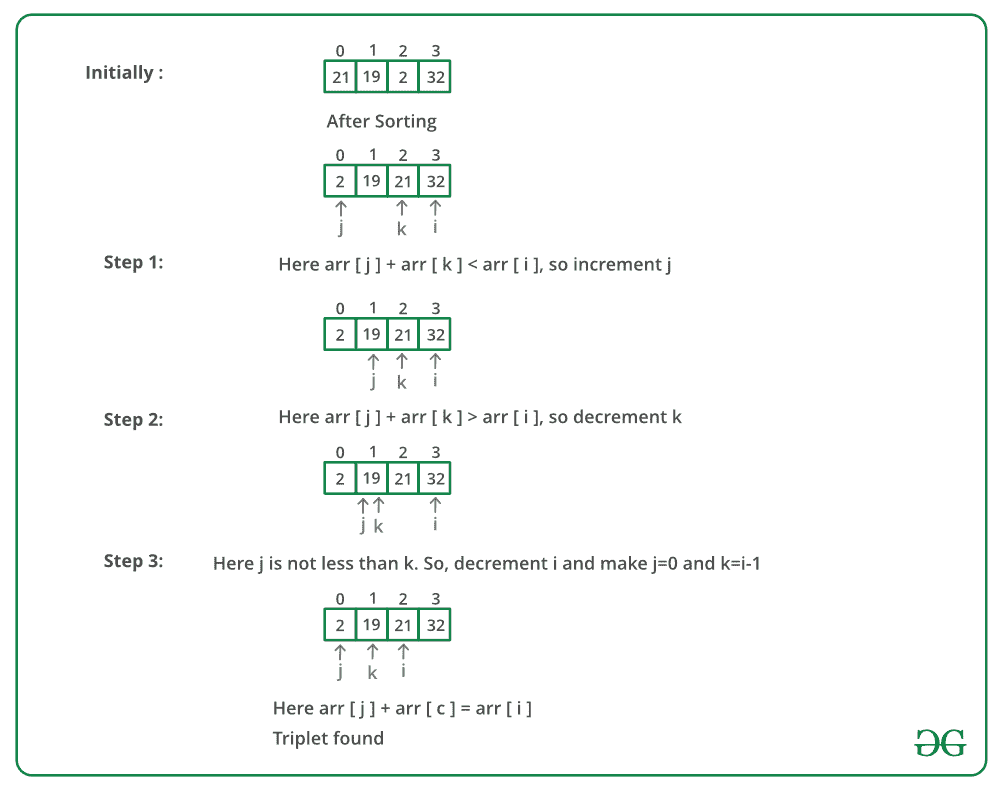 0 1 2 3
Initially : 21 19 2 32
After Sorting
0 1 2 3
2 19 21 32
j k i
Step 1: Here arr [ j ] + arr [ k ] < arr [ i ], so increment j
0 1 2 3
2 19 21 32
j k i
Step 2: Here arr [ j ] + arr [ k ] > arr [ i ], so decrement k
0 1 2 3
2 19 21 32
j k i
Step 3: Here j is not less than k. So, decrement i and make j=0 and k=i-1
0 1 2 3
2 19 21 32
j k i
Here arr [ j ] + arr [ c ] = arr [ i ]
Triplet found